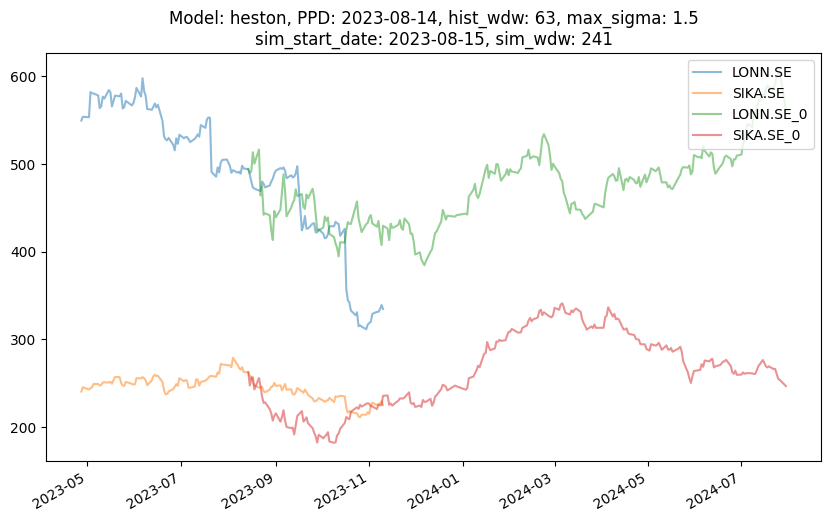 Model: heston, PPD: 2023-08-14, hist_wdw: 63, max_sigma: 1.5
sim_start_date: 2023-08-15, sim_wdw: 241
LONN.SE
SIKA.SE
LONN.SE_0
SIKA.SE_0
600
500
400
300
200
2023-05
2023-07
2023-09
2023-11
2024-01
2024-03
2024-05
2024-07